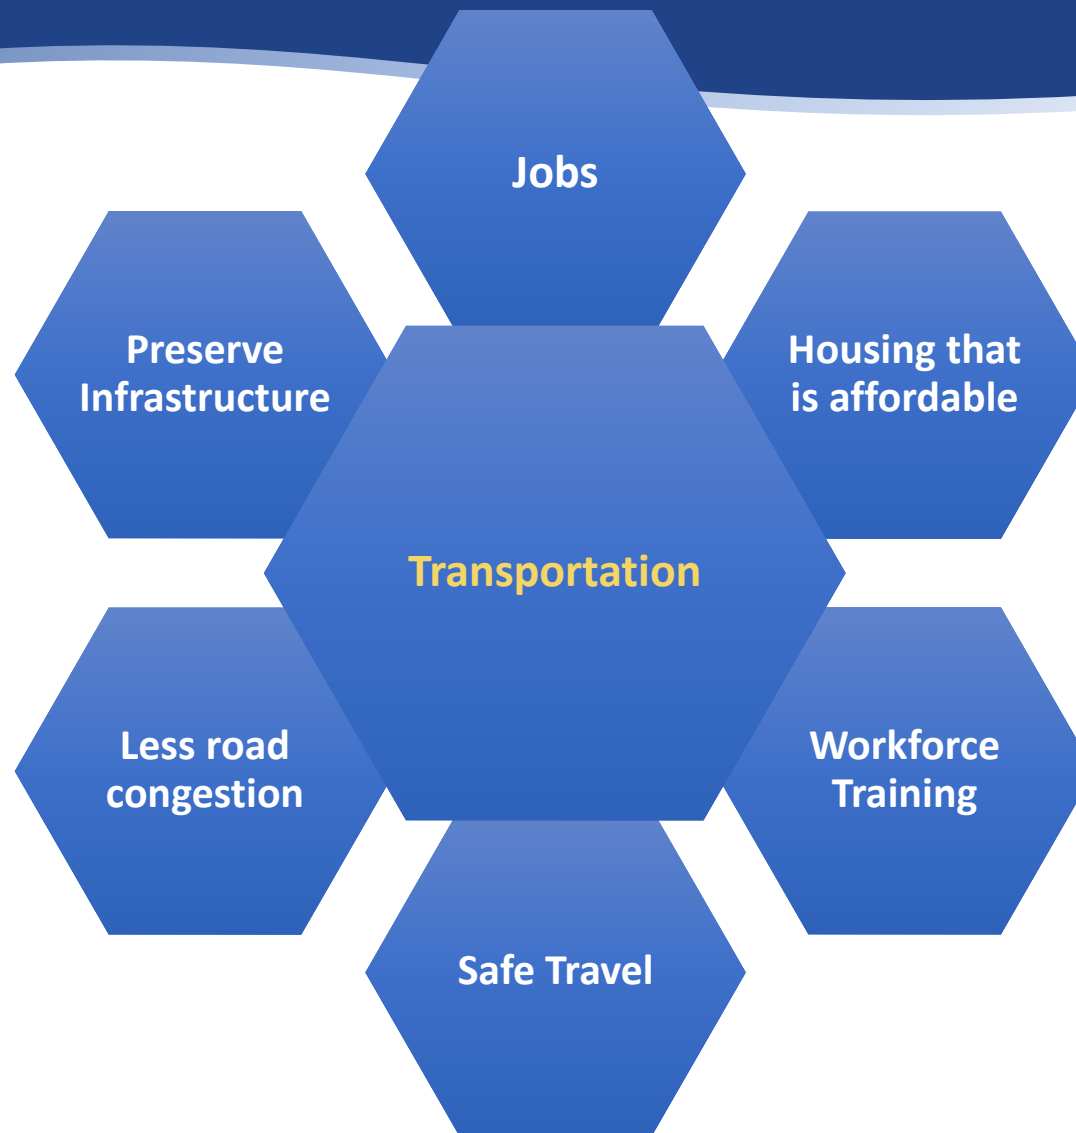 Jobs
Preserve
Infrastructure
Housing that
is affordable
Transportation
Less road
congestion
Workforce
Training
Safe Travel